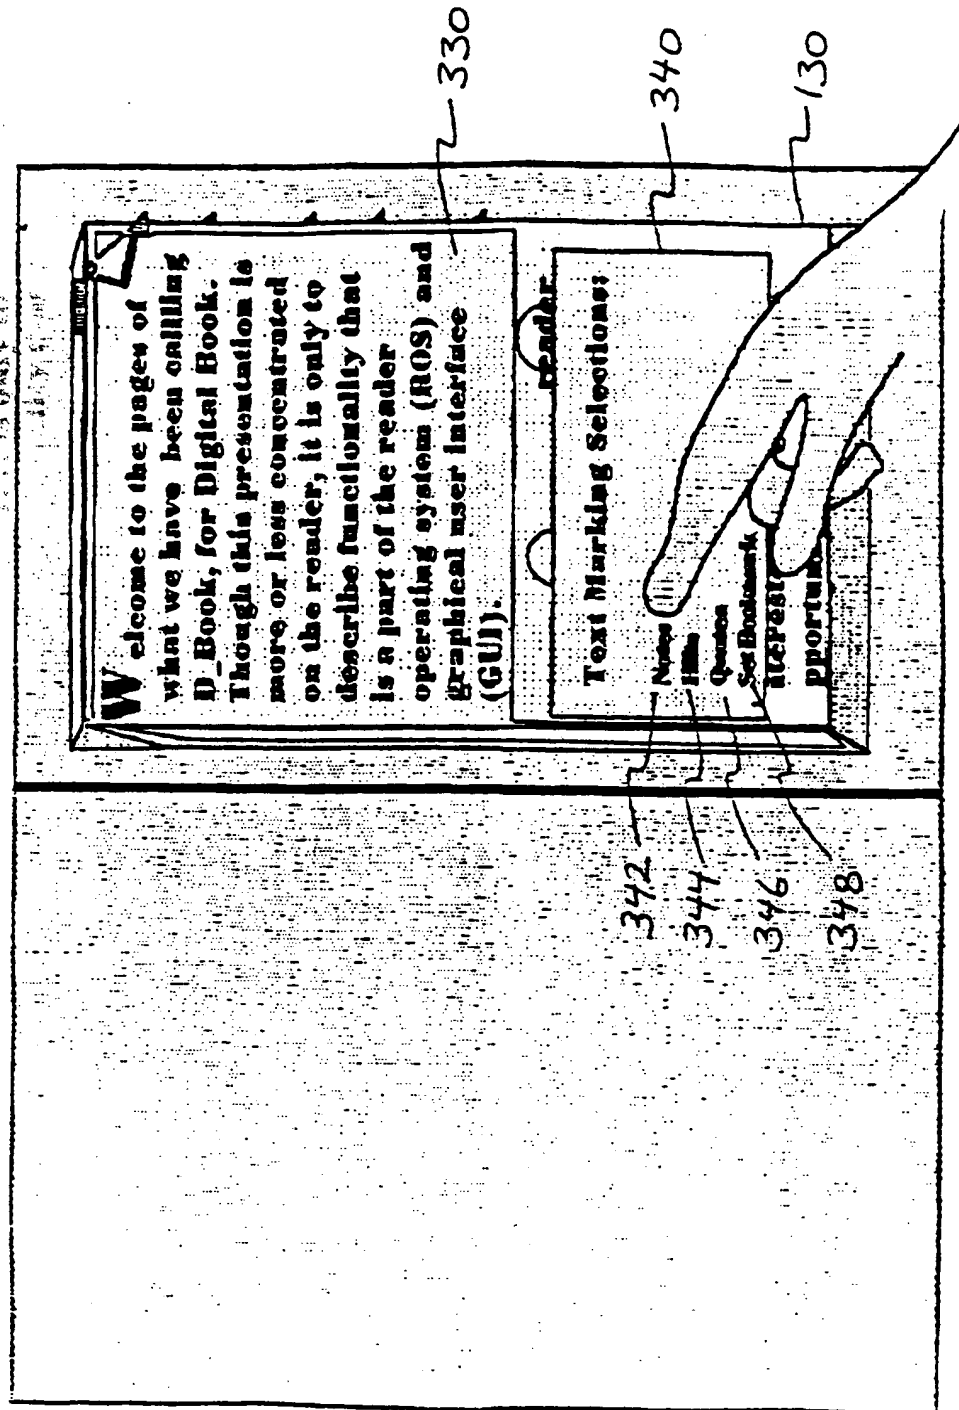 Welcome to the pages of
what we have been calling
D_Book, for Digital Book.
Though this presentation is
more or less concentrated
on the reader, it is only to
describe functionality that
is a part of the reader
operating system (ROS) and
graphical user interface
(GUI).
reader
Text Marking Selections:
Notes
Quotes
Set Bookmark
pportun
330
340
130
342
344
346
348